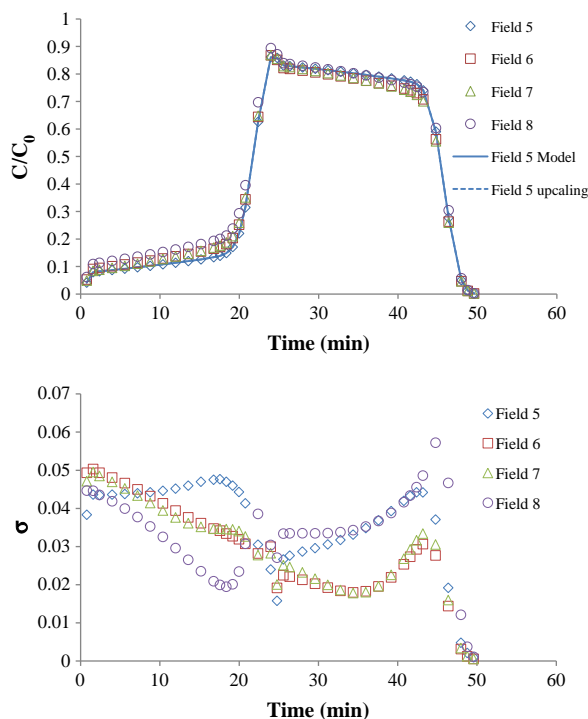 1
0.9
0.8
0.7
0.6
0.5
0.4
0.3
0.2
0.1
0
C/C0
0 10 20 30 40 50 60
Time (min)
Field 5
Field 6
Field 7
Field 8
Field 5 Model
Field 5 upcaling
0.07
0.06
0.05
0.04
0.03
0.02
0.01
0
σ
0 10 20 30 40 50 60
Time (min)
Field 5
Field 6
Field 7
Field 8